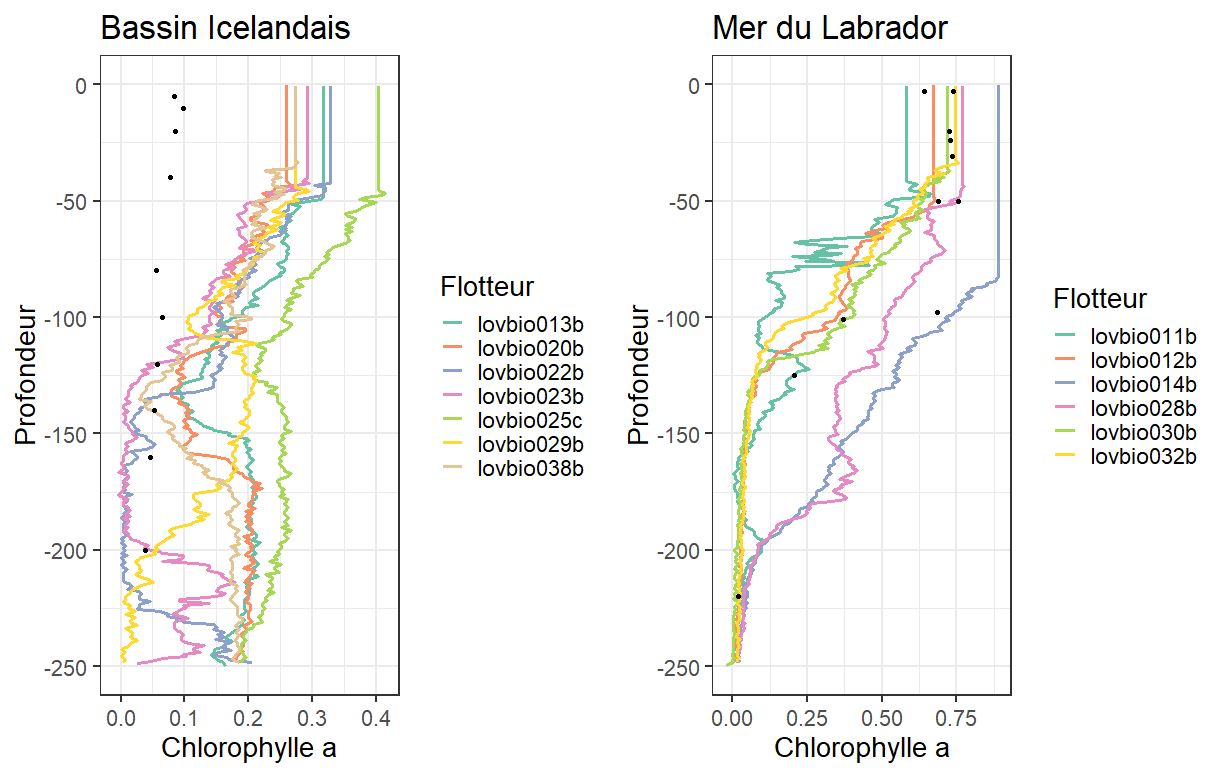 Bassin Icelandais
Profondeur
0
-50
-100
-150
-200
-250
0.0 0.1 0.2 0.3 0.4
Chlorophylle a
Flotteur
lovbio013b
lovbio020b
lovbio022b
lovbio023b
lovbio025c
lovbio029b
lovbio038b
Mer du Labrador
Profondeur
0
-50
-100
-150
-200
-250
0.00 0.25 0.50 0.75
Chlorophylle a
Flotteur
lovbio011b
lovbio012b
lovbio014b
lovbio028b
lovbio030b
lovbio032b